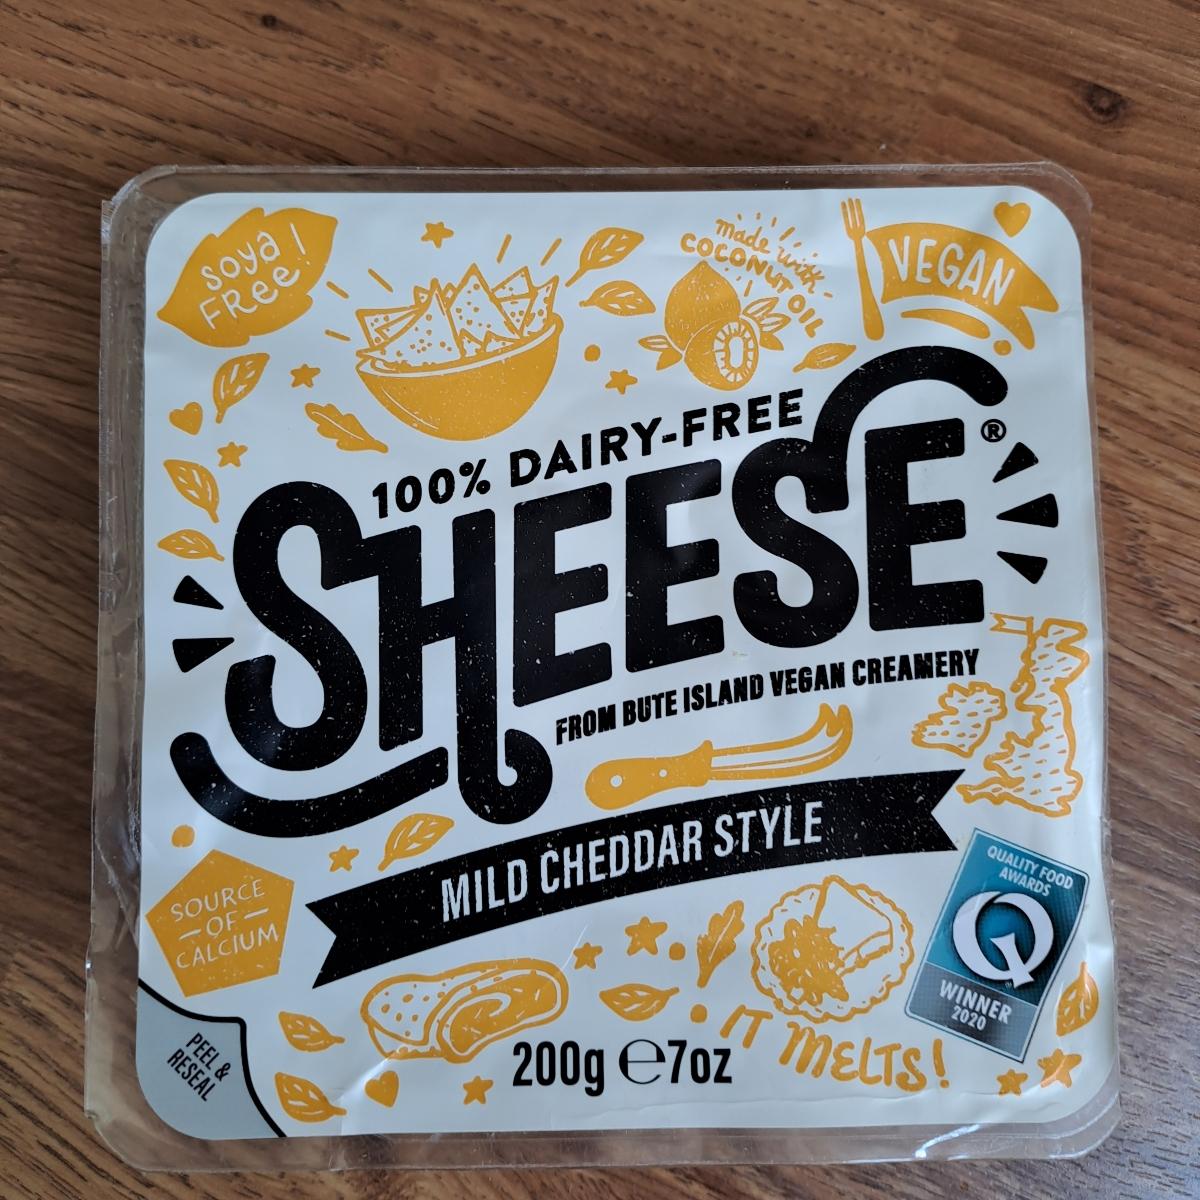 soya
FRee!
made with
COCONUT OIL
VEGAN
100% DAIRY-FREE
SHEESE®
FROM BUTE ISLAND VEGAN CREAMERY
MILD CHEDDAR STYLE
SOURCE
OF
CALCIUM
QUALITY FOOD
AWARDS
Q
WINNER
2020
PEEL &
RESEAL
200g ℮7oz
IT MELTS!